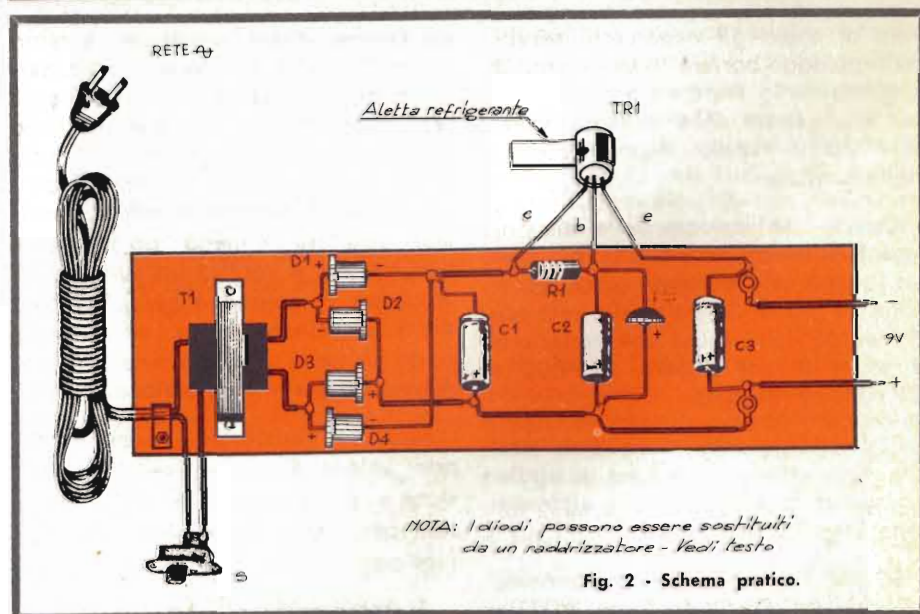 RETE
Aletta refrigerante
TR1
c
b
e
D1
+
-
T1
D2
-
R1
C1
C2
+
C3
-
9V
+
D3
+
+
D4
+
+
+
S
NOTA: I diodi possono essere sostituiti
da un raddrizzatore - Vedi testo
Fig. 2 - Schema pratico.